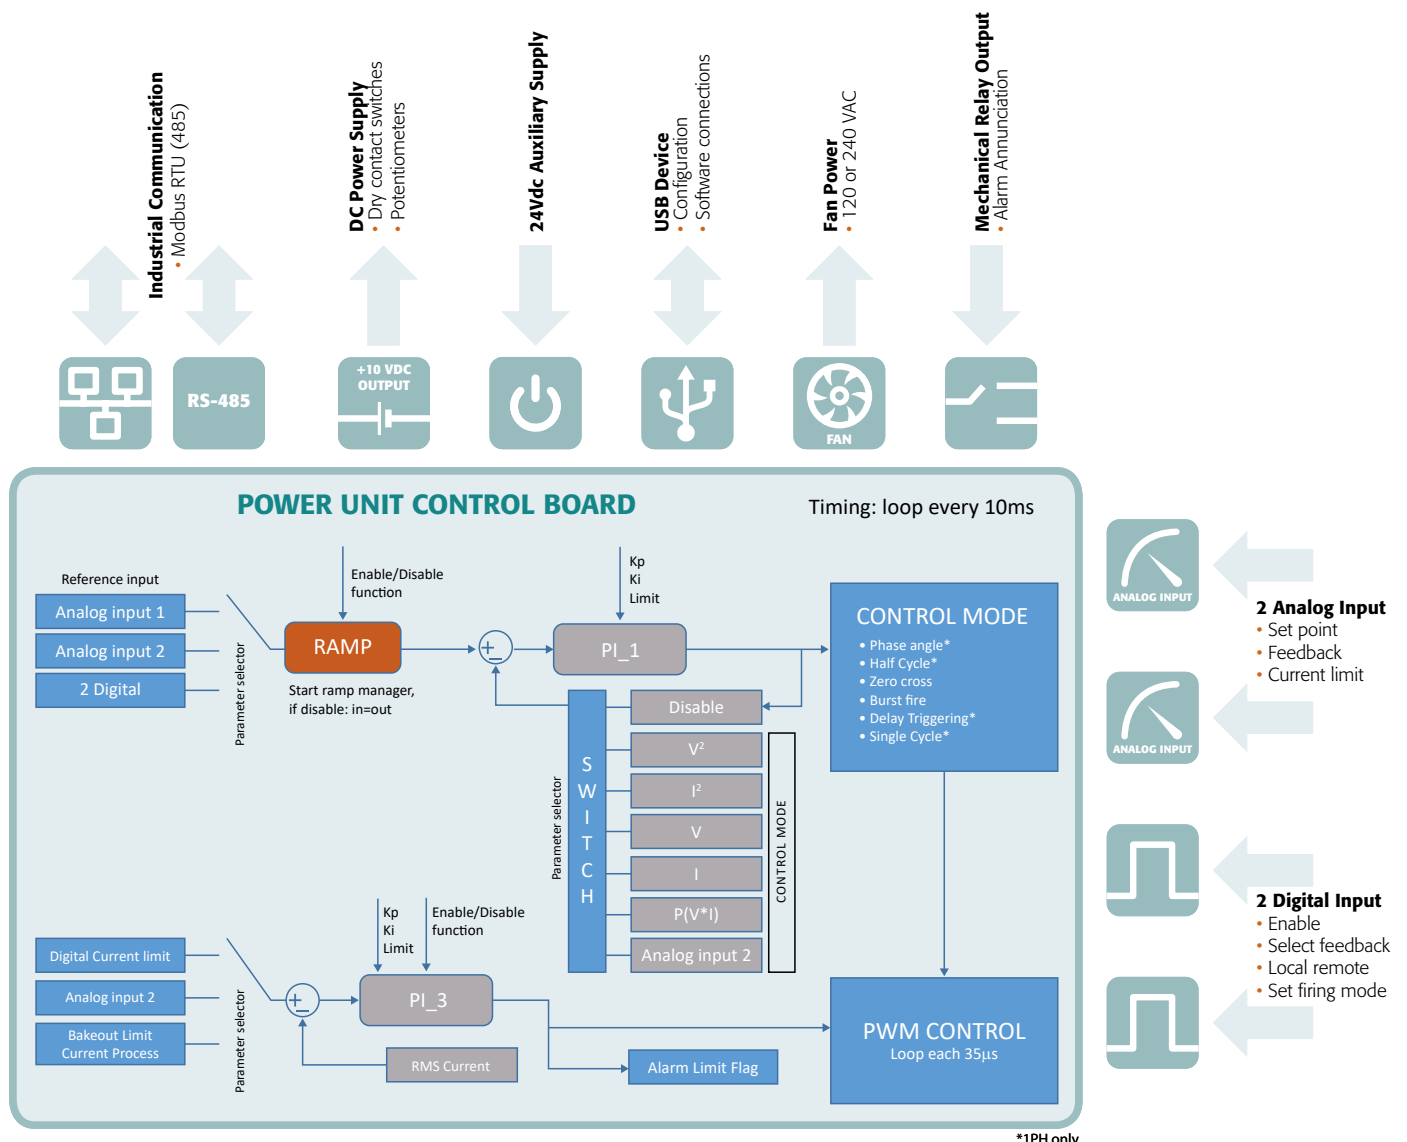 Industrial Communication
• Modbus RTU (485)
DC Power Supply
• Dry contact switches
• Potentiometers
24Vdc Auxiliary Supply
USB Device
• Configuration
• Software connections
Fan Power
• 120 or 240 VAC
Mechanical Relay Output
• Alarm Annunciation
RS-485
+10 VDC
OUTPUT
FAN
POWER UNIT CONTROL BOARD
Timing: loop every 10ms
Reference input
Analog input 1
Analog input 2
2 Digital
Parameter selector
Enable/Disable
function
RAMP
Start ramp manager,
if disable: in=out
+
−
Kp
Ki
Limit
PI_1
CONTROL MODE
• Phase angle*
• Half Cycle*
• Zero cross
• Burst fire
• Delay Triggering*
• Single Cycle*
Parameter selector
S
W
I
T
C
H
Disable
V²
I²
V
I
P(V*I)
Analog input 2
CONTROL MODE
Digital Current limit
Analog input 2
Bakeout Limit
Current Process
Parameter selector
+
−
Kp
Ki
Limit
Enable/Disable
function
PI_3
RMS Current
Alarm Limit Flag
PWM CONTROL
Loop each 35µs
ANALOG INPUT
ANALOG INPUT
2 Analog Input
• Set point
• Feedback
• Current limit
2 Digital Input
• Enable
• Select feedback
• Local remote
• Set firing mode
*1PH only